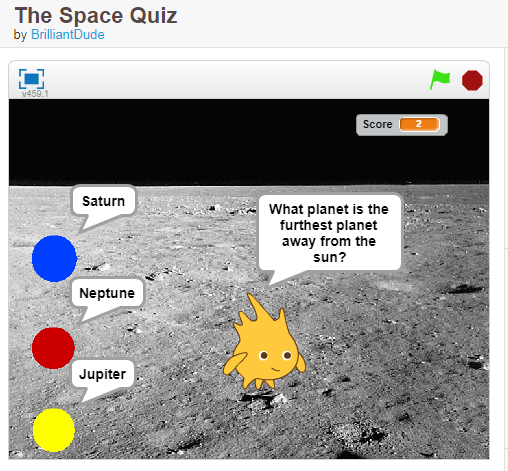 The Space Quiz
by BrilliantDude
v459.1
Score 2
Saturn
What planet is the
furthest planet
away from the
sun?
Neptune
Jupiter